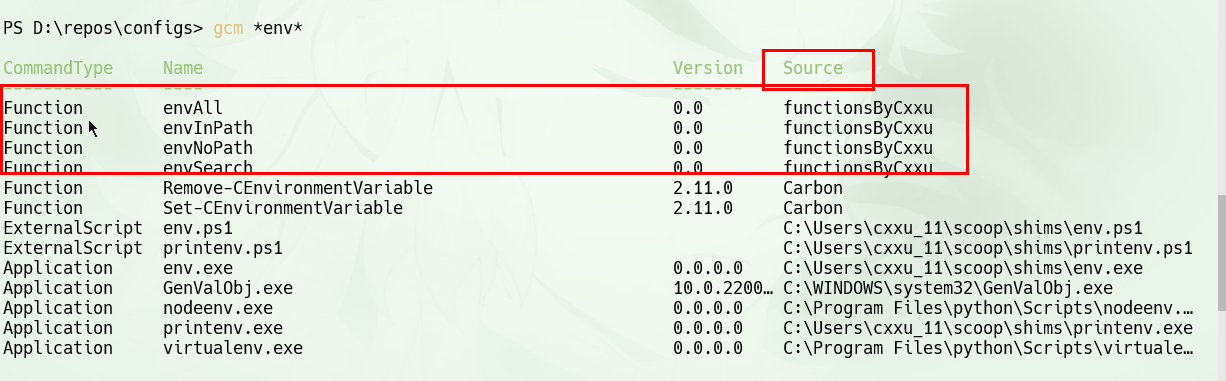 PS D:\repos\configs> gcm *env*
CommandType Name Version Source
----------- ---- -------
Function envAll 0.0 functionsByCxxu
Function envInPath 0.0 functionsByCxxu
Function envNoPath 0.0 functionsByCxxu
Function envSearch 0.0 functionsByCxxu
Function Remove-CEnvironmentVariable 2.11.0 Carbon
Function Set-CEnvironmentVariable 2.11.0 Carbon
ExternalScript env.ps1 C:\Users\cxxu_11\scoop\shims\env.ps1
ExternalScript printenv.ps1 C:\Users\cxxu_11\scoop\shims\printenv.ps1
Application env.exe 0.0.0.0 C:\Users\cxxu_11\scoop\shims\env.exe
Application GenValObj.exe 10.0.2200… C:\WINDOWS\system32\GenValObj.exe
Application nodeenv.exe 0.0.0.0 C:\Program Files\python\Scripts\nodeenv.…
Application printenv.exe 0.0.0.0 C:\Users\cxxu_11\scoop\shims\printenv.exe
Application virtualenv.exe 0.0.0.0 C:\Program Files\python\Scripts\virtuale…